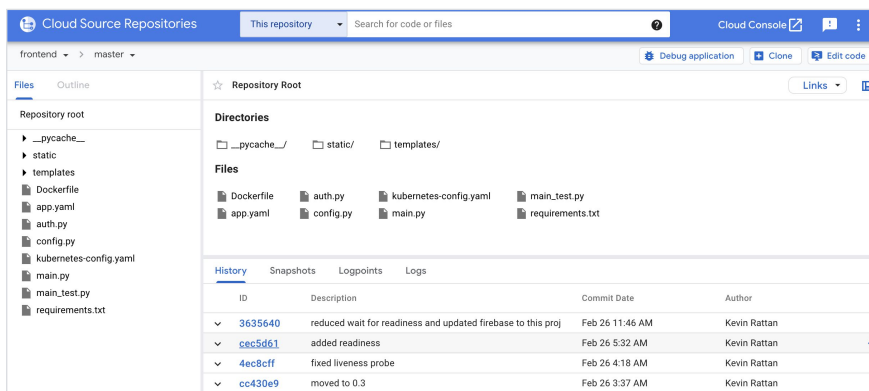 Cloud Source Repositories
This repository
Search for code or files
Cloud Console
frontend > master
Debug application
Clone
Edit code
Files
Outline
Repository root
__pycache__
static
templates
Dockerfile
app.yaml
auth.py
config.py
kubernetes-config.yaml
main.py
main_test.py
requirements.txt
Repository Root
Links
Directories
__pycache__/ static/ templates/
Files
Dockerfile auth.py kubernetes-config.yaml main_test.py
app.yaml config.py main.py requirements.txt
History Snapshots Logpoints Logs
ID Description Commit Date Author
3635640 reduced wait for readiness and updated firebase to this proj Feb 26 11:46 AM Kevin Rattan
cec5d61 added readiness Feb 26 5:32 AM Kevin Rattan
4ec8cff fixed liveness probe Feb 26 4:18 AM Kevin Rattan
cc430e9 moved to 0.3 Feb 26 3:37 AM Kevin Rattan